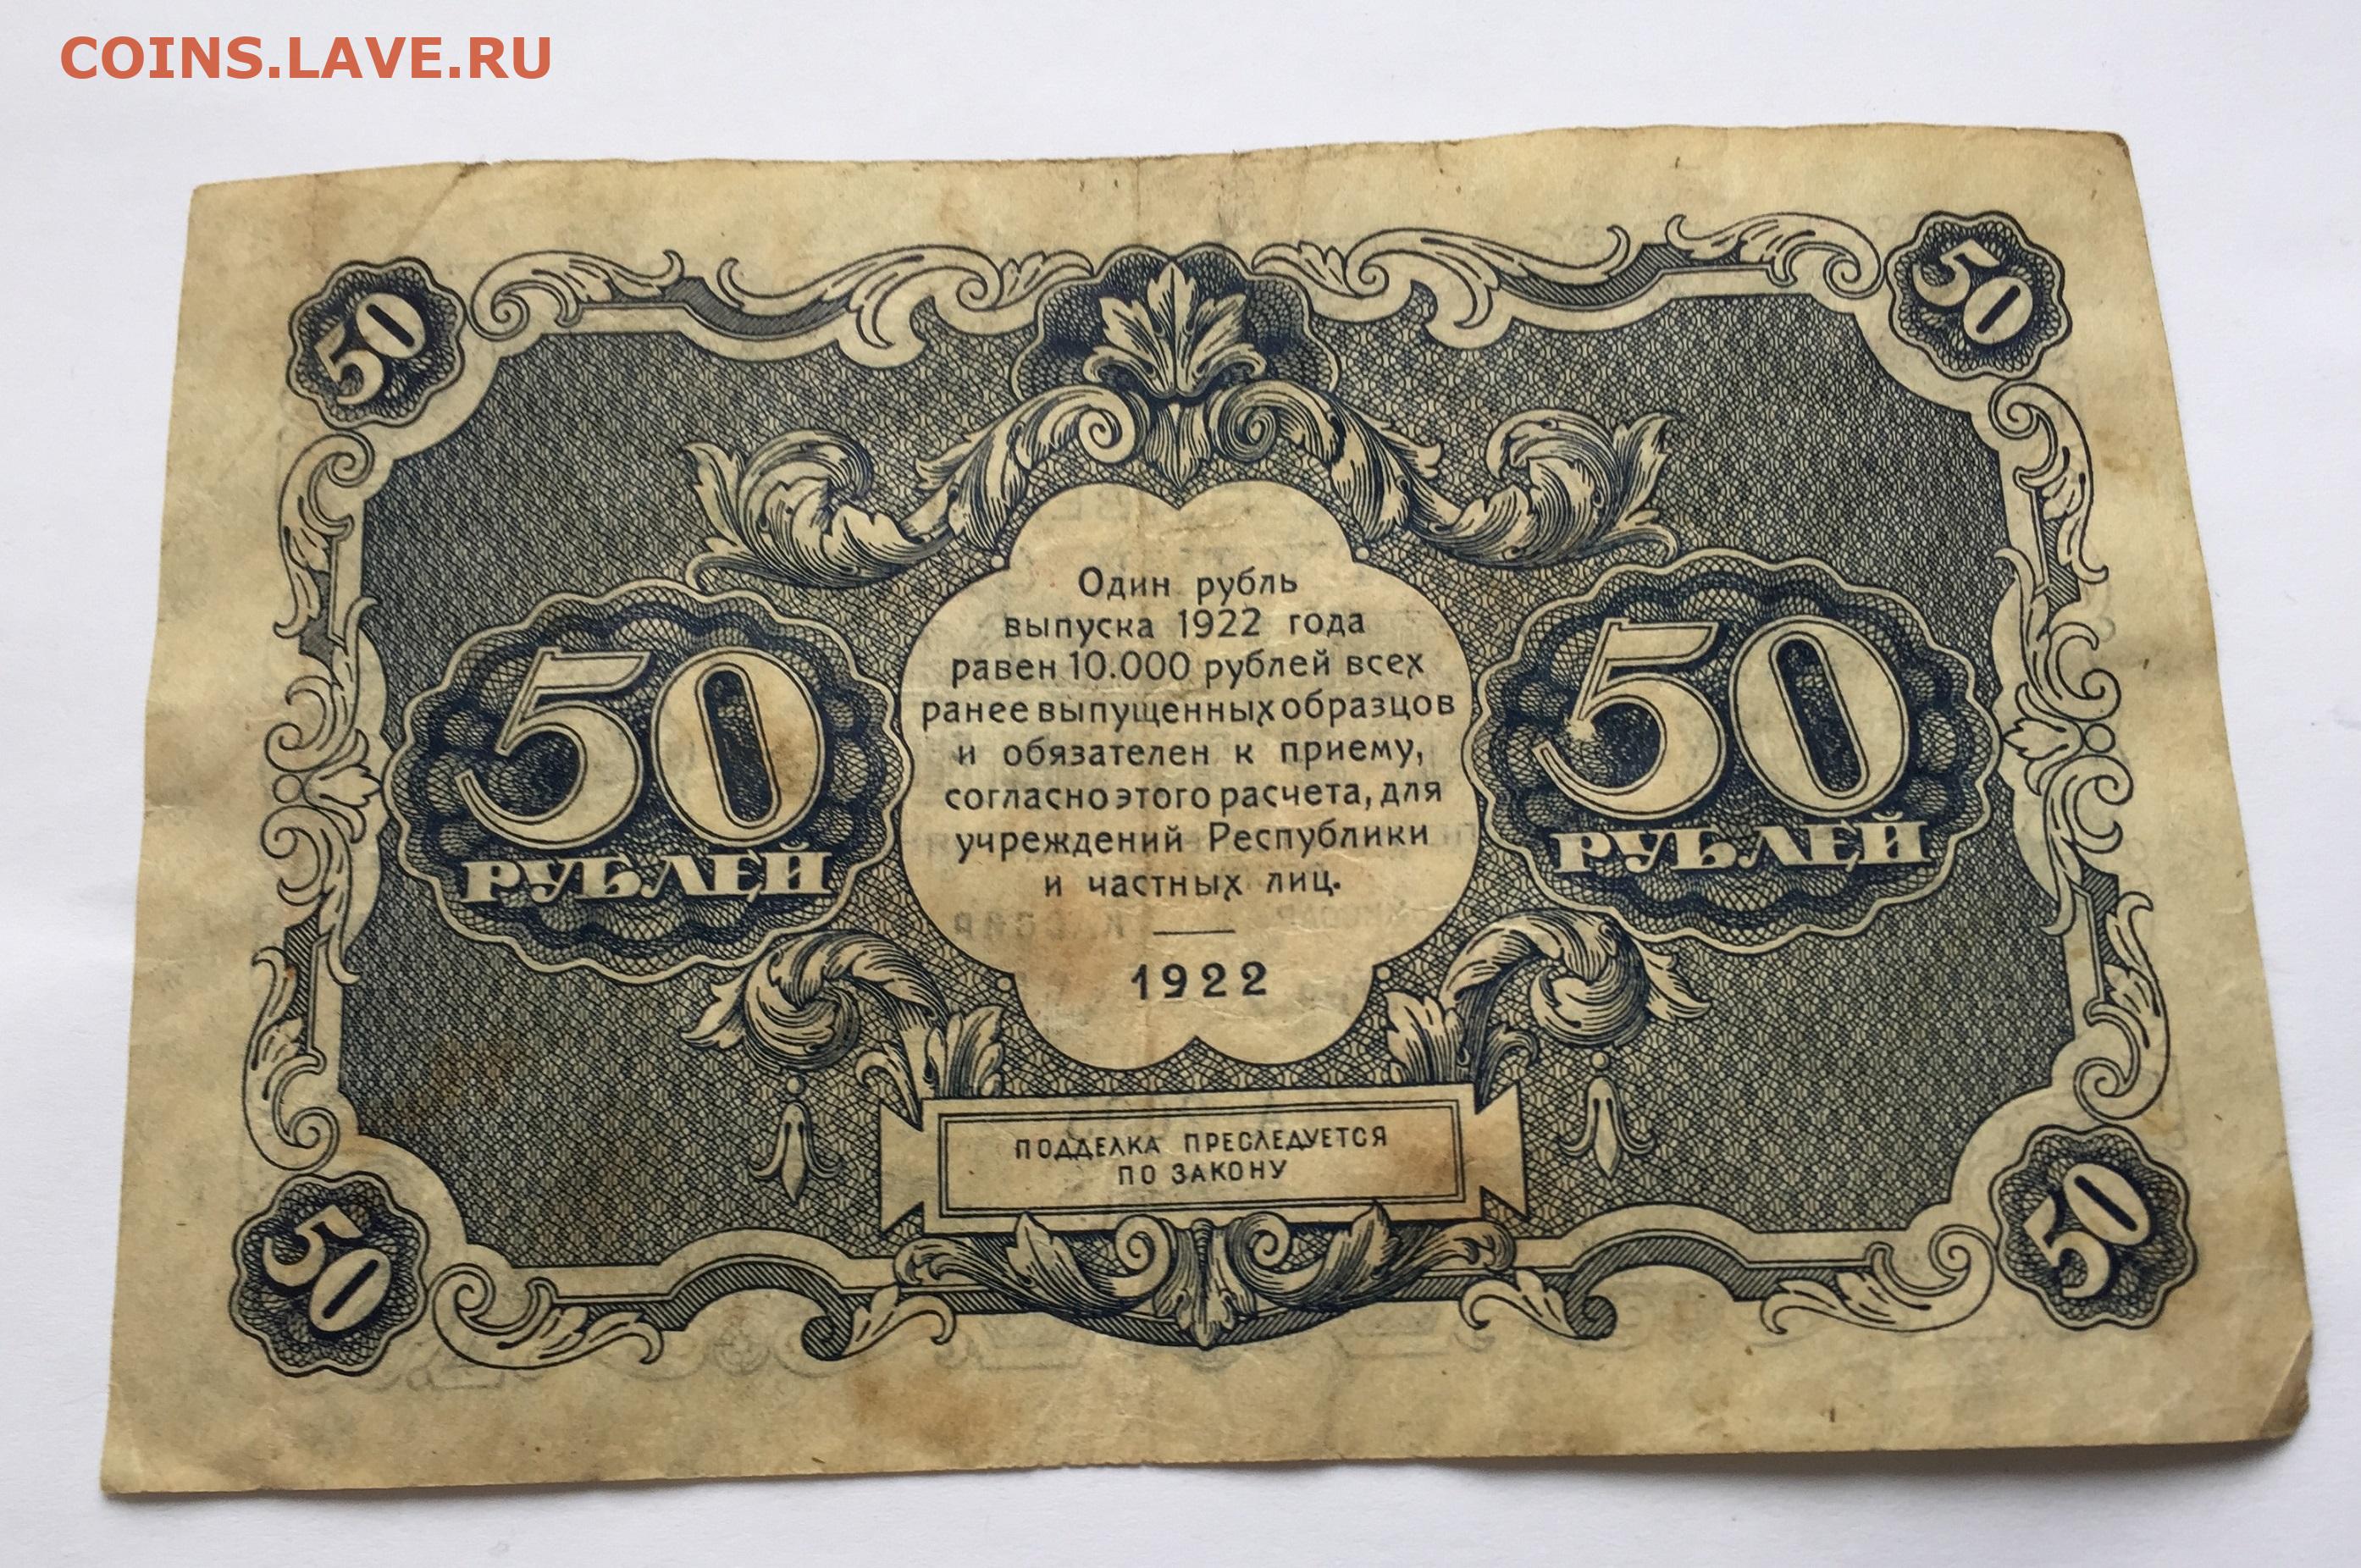 COINS.LAVE.RU
50
50
Один рубль
выпуска 1922 года
равен 10.000 рублей всех
ранее выпущенных образцов
и обязателен к приему,
согласно этого расчета, для
учреждений Республики
и частных лиц.
1922
50
РУБЛЕЙ
50
РУБЛЕЙ
ПОДДЕЛКА ПРЕСЛЕДУЕТСЯ
ПО ЗАКОНУ
50
50